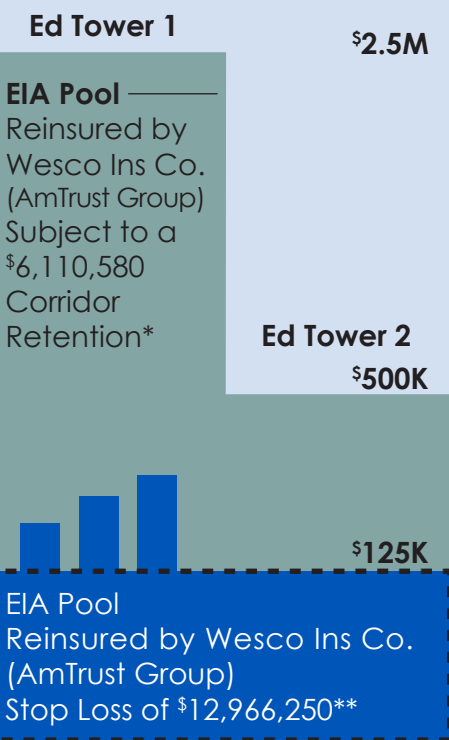 Ed Tower 1
$2.5M
EIA Pool
Reinsured by
Wesco Ins Co.
(AmTrust Group)
Subject to a
$6,110,580
Corridor
Retention*
Ed Tower 2
$500K
$125K
EIA Pool
Reinsured by Wesco Ins Co.
(AmTrust Group)
Stop Loss of $12,966,250**